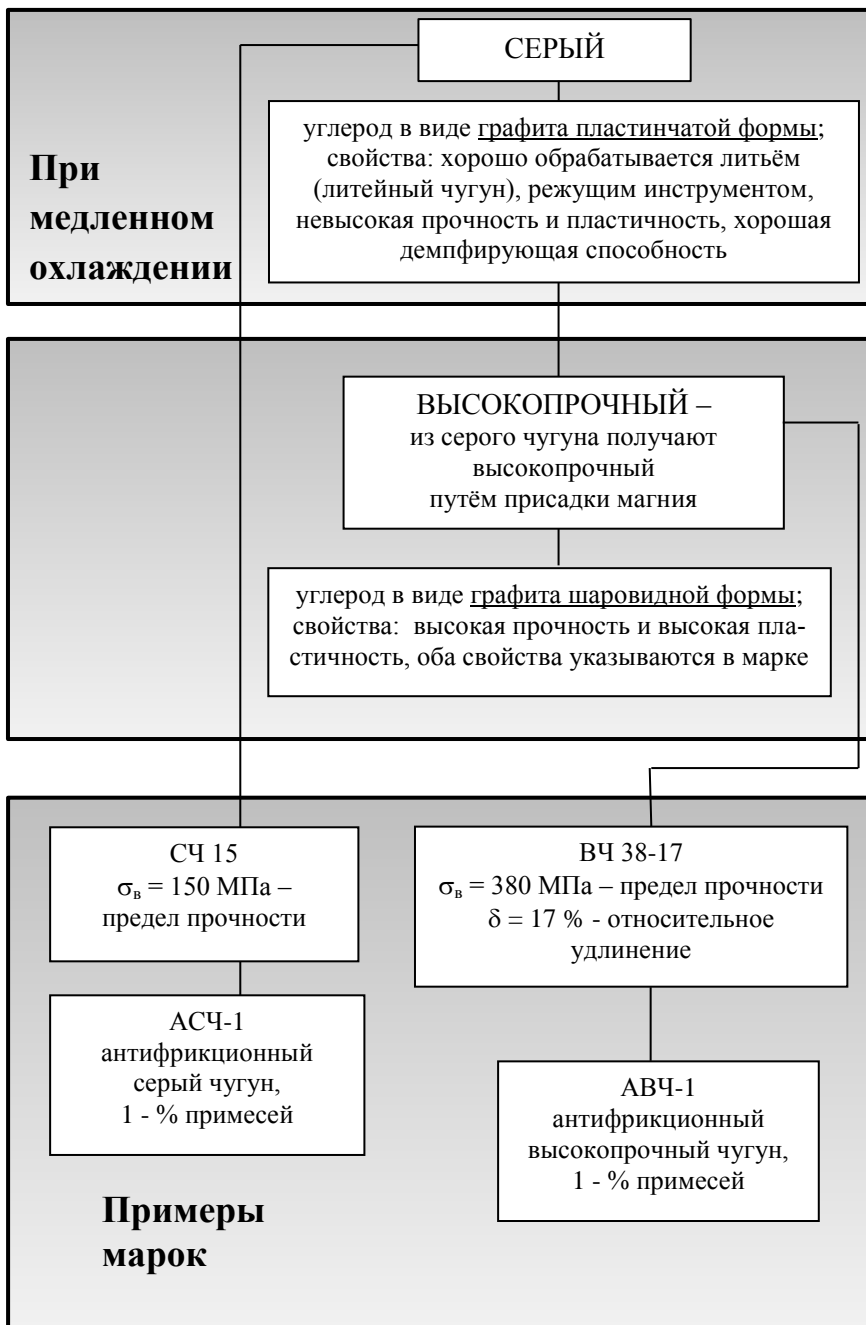 СЕРЫЙ
углерод в виде графита пластинчатой формы;
свойства: хорошо обрабатывается литьём
(литейный чугун), режущим инструментом,
невысокая прочность и пластичность, хорошая
демпфирующая способность
При
медленном
охлаждении
ВЫСОКОПРОЧНЫЙ –
из серого чугуна получают
высокопрочный
путём присадки магния
углерод в виде графита шаровидной формы;
свойства: высокая прочность и высокая пла-
стичность, оба свойства указываются в марке
СЧ 15
σв = 150 МПа –
предел прочности
ВЧ 38-17
σв = 380 МПа – предел прочности
δ = 17 % - относительное
удлинение
АСЧ-1
антифрикционный
серый чугун,
1 - % примесей
АВЧ-1
антифрикционный
высокопрочный чугун,
1 - % примесей
Примеры
марок